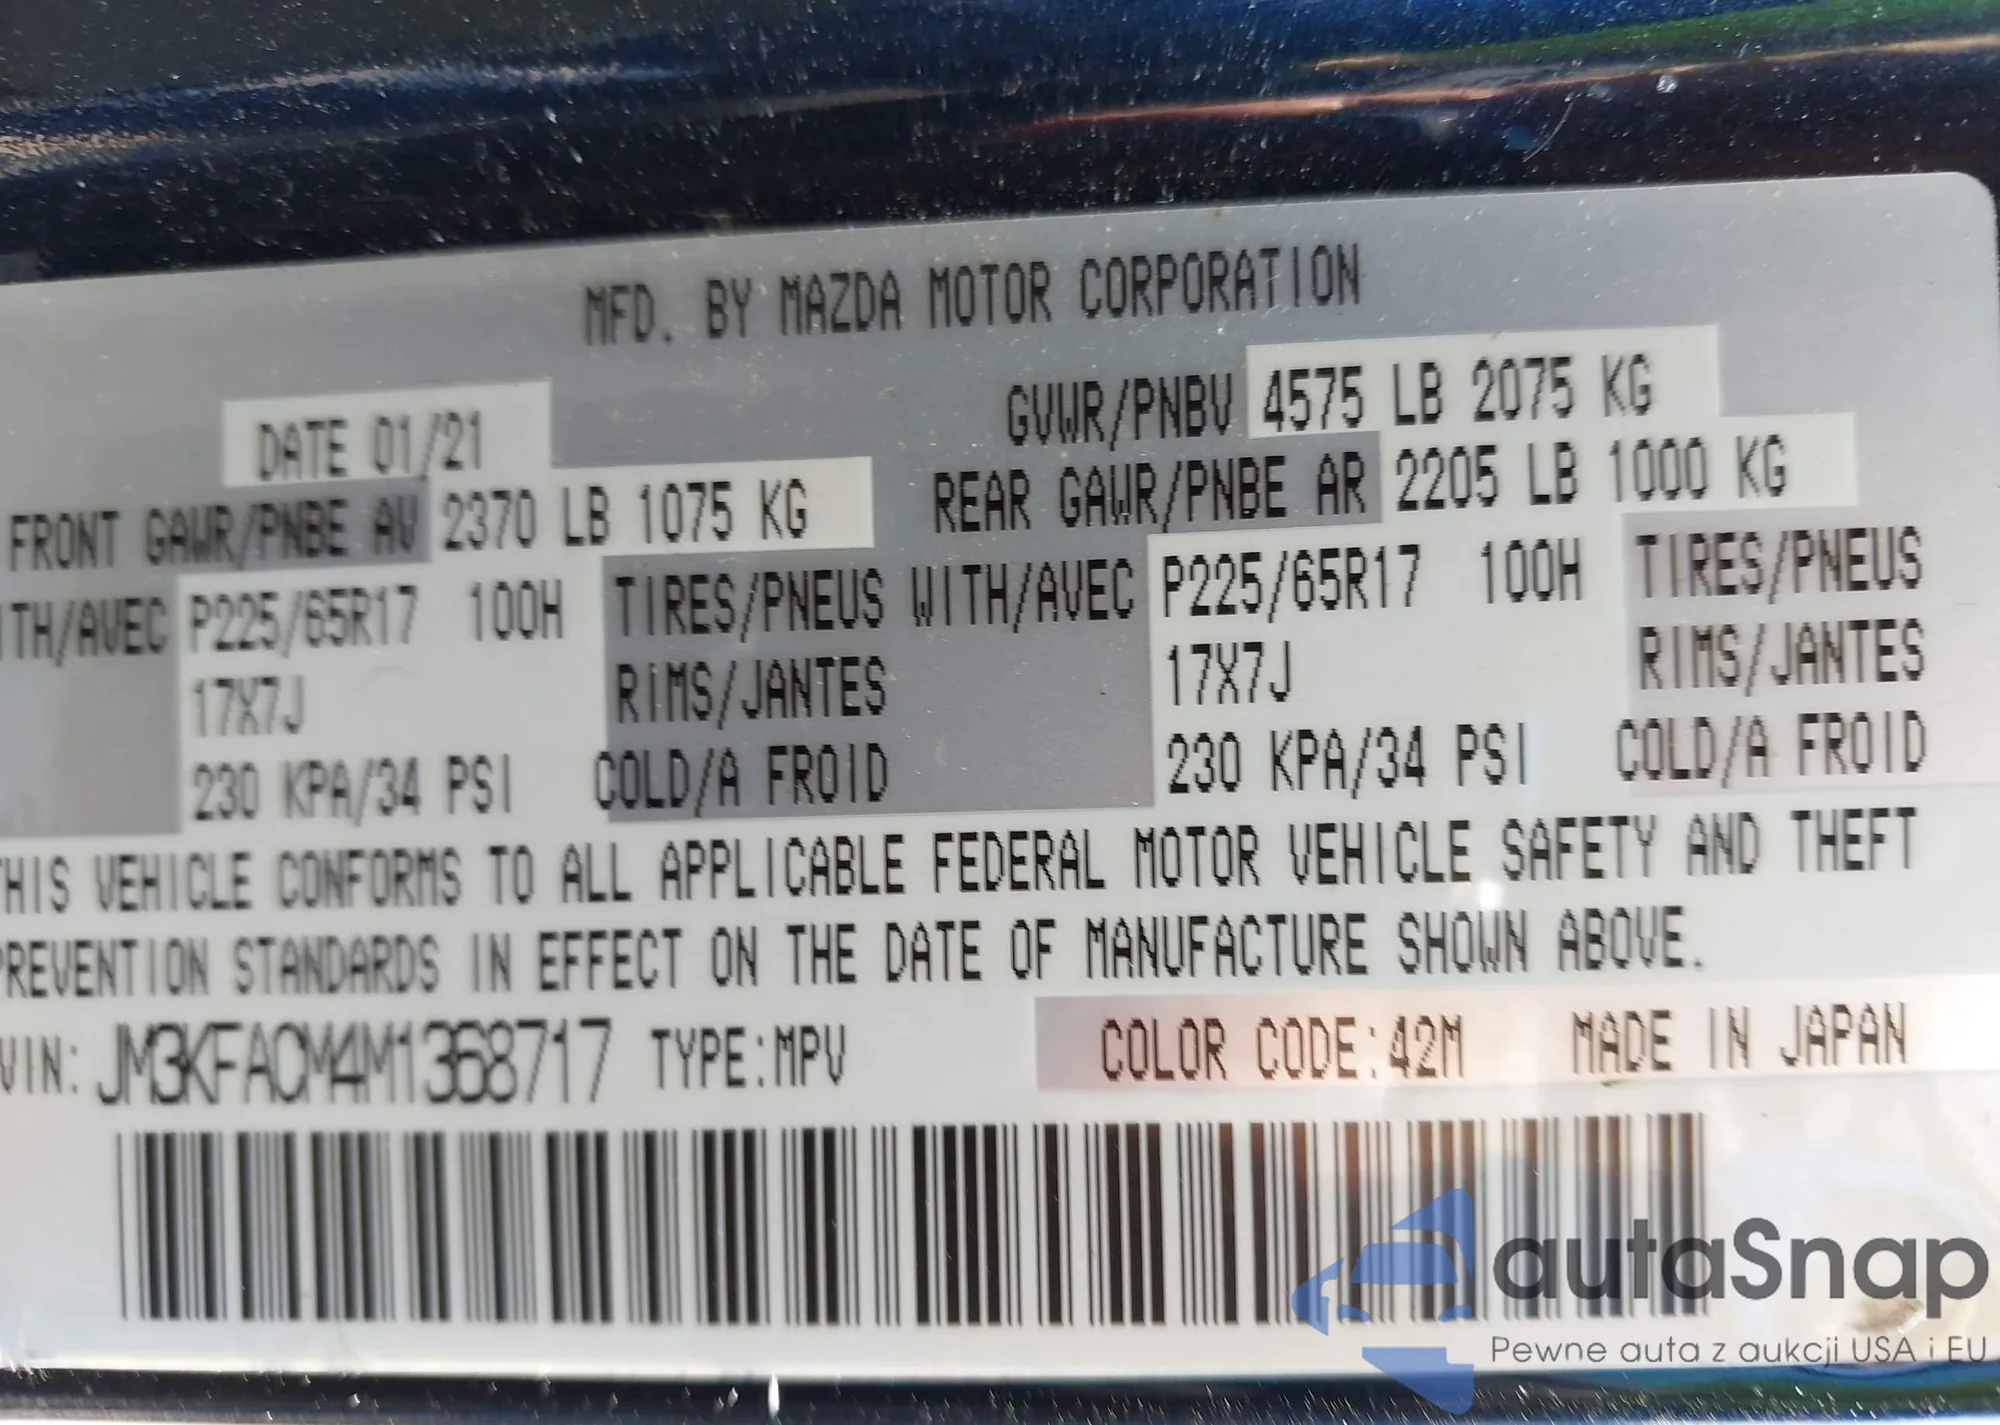 MFD. BY MAZDA MOTOR CORPORATION
DATE 01/21 GVWR/PNBV 4575 LB 2075 KG
FRONT GAWR/PNBE AV 2370 LB 1075 KG REAR GAWR/PNBE AR 2205 LB 1000 KG
ITH/AVEC P225/65R17 100H TIRES/PNEUS WITH/AVEC P225/65R17 100H TIRES/PNEUS
17X7J RIMS/JANTES 17X7J RIMS/JANTES
230 KPA/34 PSI COLD/A FROID 230 KPA/34 PSI COLD/A FROID
THIS VEHICLE CONFORMS TO ALL APPLICABLE FEDERAL MOTOR VEHICLE SAFETY AND THEFT
PREVENTION STANDARDS IN EFFECT ON THE DATE OF MANUFACTURE SHOWN ABOVE.
VIN: JM3KFACM4M1368717 TYPE:MPV COLOR CODE:42M MADE IN JAPAN
autaSnap
Pewne auta z aukcji USA i EU